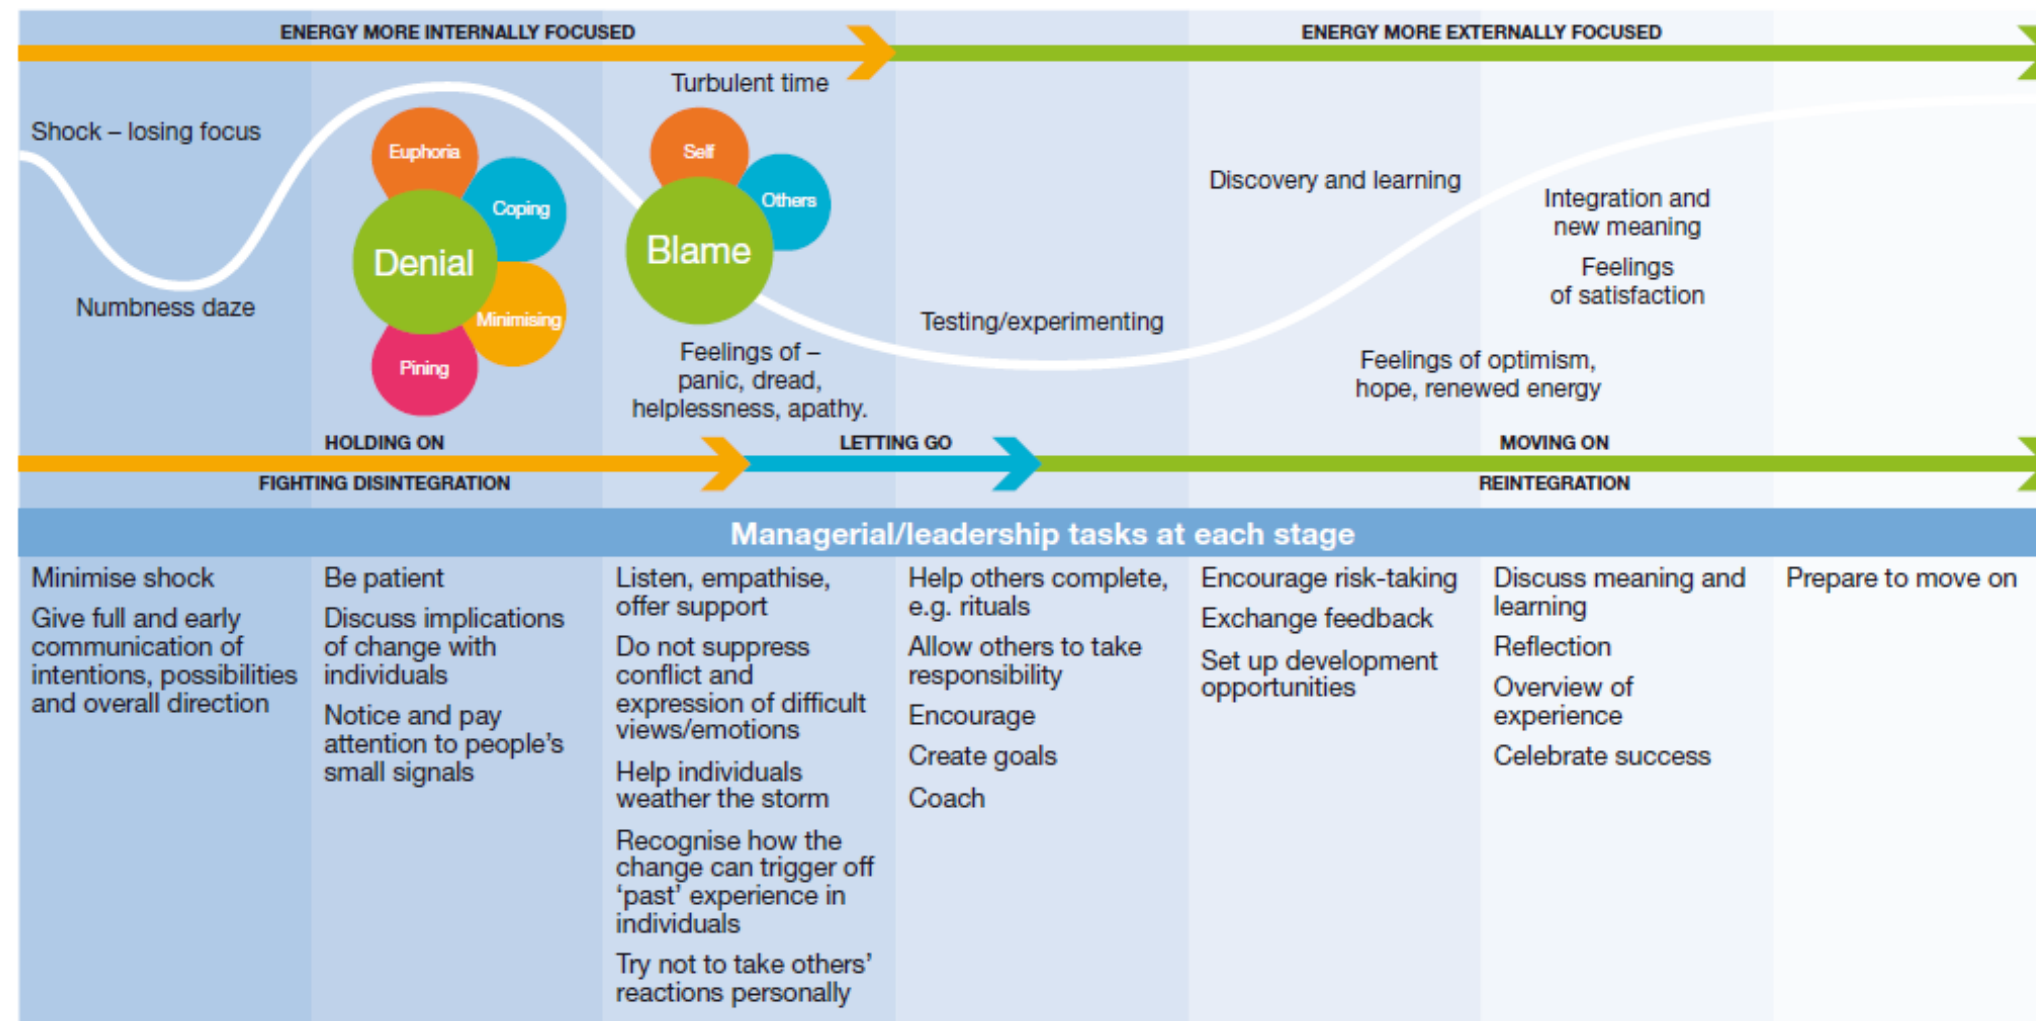 ENERGY MORE INTERNALLY FOCUSED
ENERGY MORE EXTERNALLY FOCUSED
Shock – losing focus
Numbness daze
Euphoria
Coping
Denial
Minimising
Pining
Turbulent time
Self
Others
Blame
Feelings of –
panic, dread,
helplessness, apathy.
Testing/experimenting
Discovery and learning
Feelings of optimism,
hope, renewed energy
Integration and
new meaning
Feelings
of satisfaction
HOLDING ON
FIGHTING DISINTEGRATION
LETTING GO
MOVING ON
REINTEGRATION
Managerial/leadership tasks at each stage
Minimise shock
Give full and early
communication of
intentions, possibilities
and overall direction
Be patient
Discuss implications
of change with
individuals
Notice and pay
attention to people’s
small signals
Listen, empathise,
offer support
Do not suppress
conflict and
expression of difficult
views/emotions
Help individuals
weather the storm
Recognise how the
change can trigger off
‘past’ experience in
individuals
Try not to take others’
reactions personally
Help others complete,
e.g. rituals
Allow others to take
responsibility
Encourage
Create goals
Coach
Encourage risk-taking
Exchange feedback
Set up development
opportunities
Discuss meaning and
learning
Reflection
Overview of
experience
Celebrate success
Prepare to move on